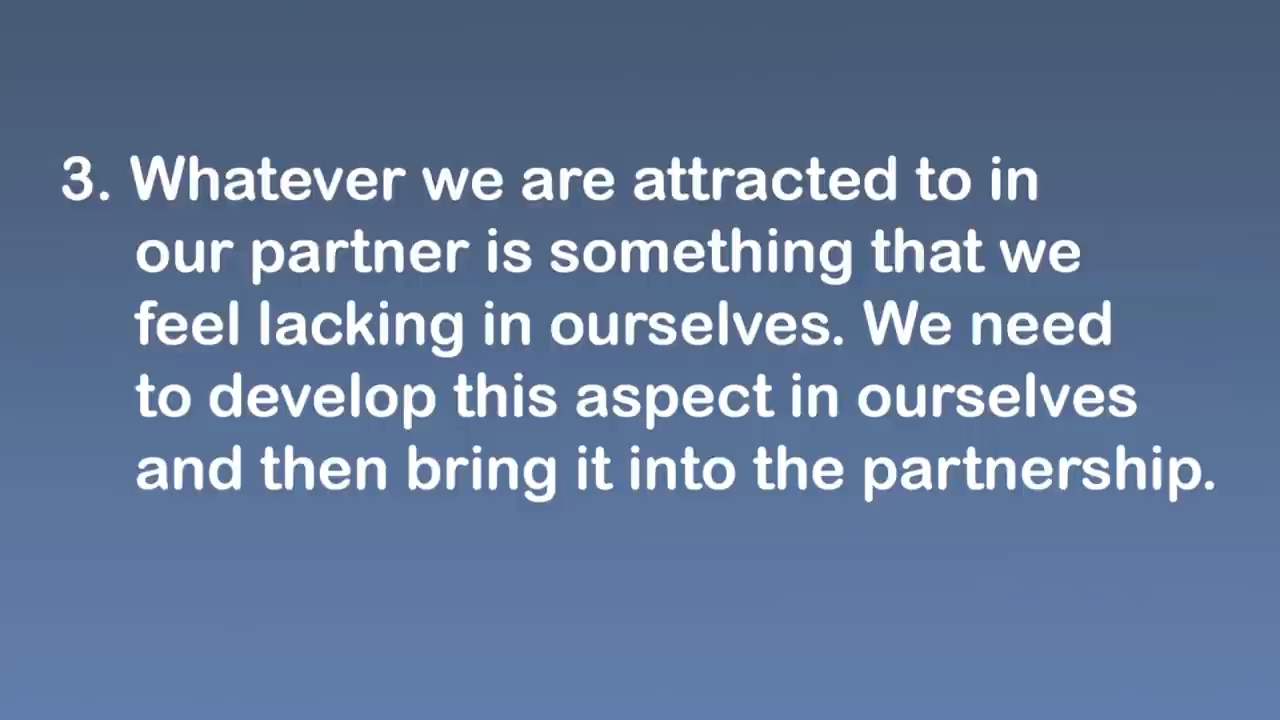 3. Whatever we are attracted to in
our partner is something that we
feel lacking in ourselves. We need
to develop this aspect in ourselves
and then bring it into the partnership.